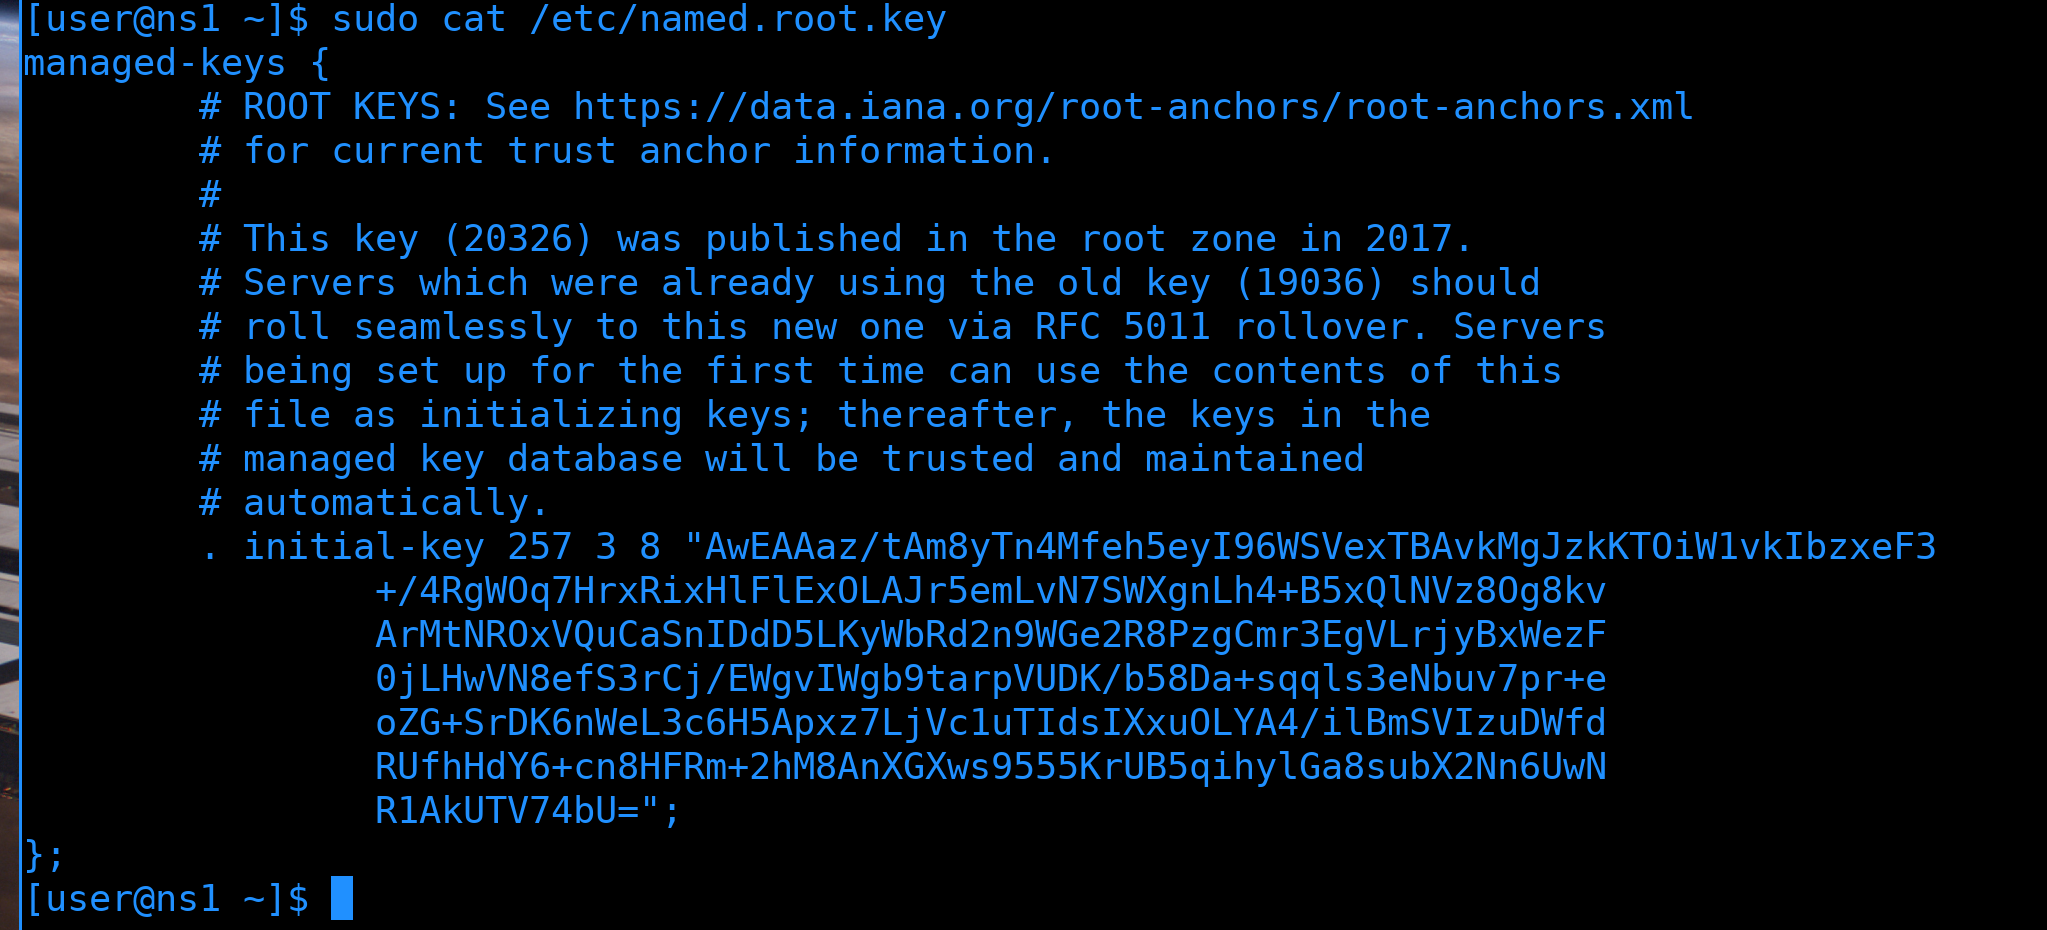 [user@ns1 ~]$ sudo cat /etc/named.root.key
managed-keys {
        # ROOT KEYS: See https://data.iana.org/root-anchors/root-anchors.xml
        # for current trust anchor information.
        #
        # This key (20326) was published in the root zone in 2017.
        # Servers which were already using the old key (19036) should
        # roll seamlessly to this new one via RFC 5011 rollover. Servers
        # being set up for the first time can use the contents of this
        # file as initializing keys; thereafter, the keys in the
        # managed key database will be trusted and maintained
        # automatically.
        . initial-key 257 3 8 "AwEAAaz/tAm8yTn4Mfeh5eyI96WSVexTBAvkMgJzkKTOiW1vkIbzxeF3
                +/4RgWOq7HrxRixHlFlExOLAJr5emLvN7SWXgnLh4+B5xQlNVz8Og8kv
                ArMtNROxVQuCaSnIDdD5LKyWbRd2n9WGe2R8PzgCmr3EgVLrjyBxWezF
                0jLHwVN8efS3rCj/EWgvIWgb9tarpVUDK/b58Da+sqqls3eNbuv7pr+e
                oZG+SrDK6nWeL3c6H5Apxz7LjVc1uTIdsIXxuOLYA4/ilBmSVIzuDWfd
                RUfhHdY6+cn8HFRm+2hM8AnXGXws9555KrUB5qihylGa8subX2Nn6UwN
                R1AkUTV74bU=";
};
[user@ns1 ~]$